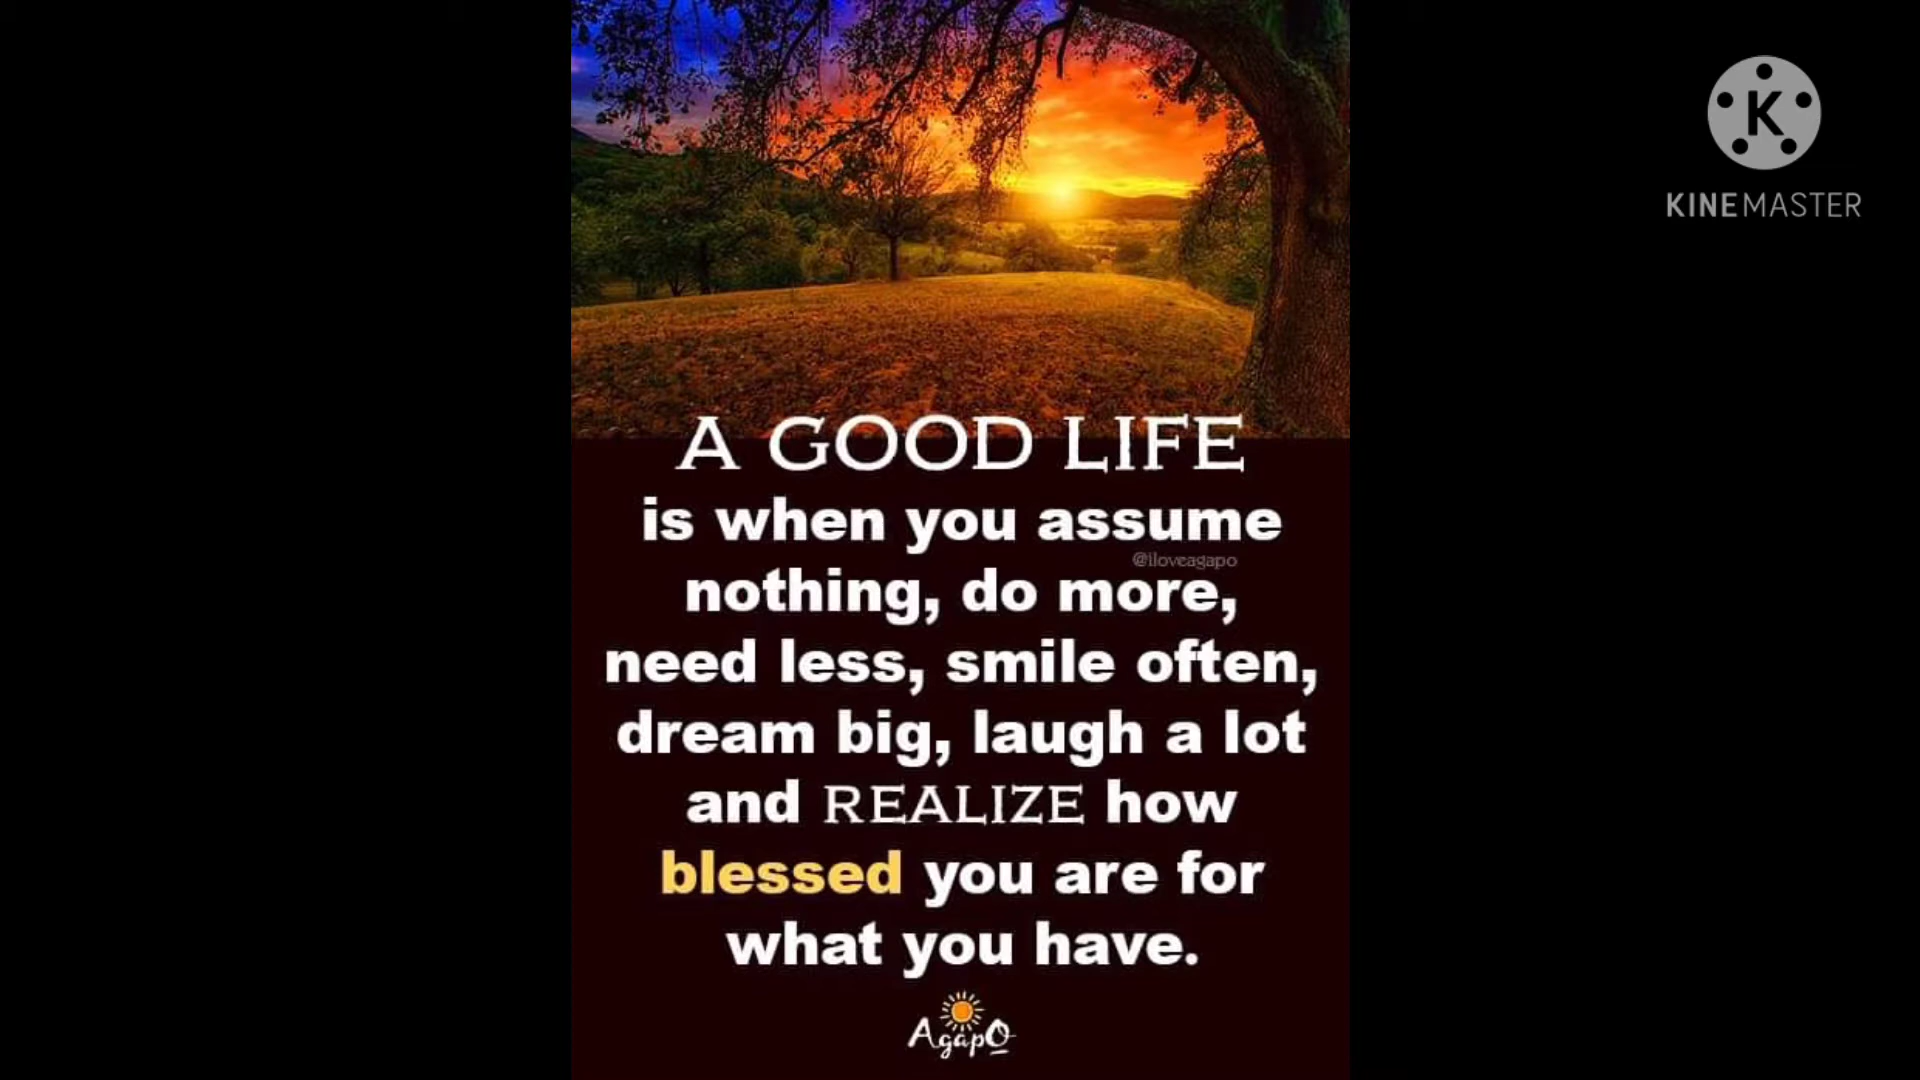 K
KINEMASTER
A GOOD LIFE
is when you assume
@iloveagapo
nothing, do more,
need less, smile often,
dream big, laugh a lot
and REALIZE how
blessed you are for
what you have.
AgapO